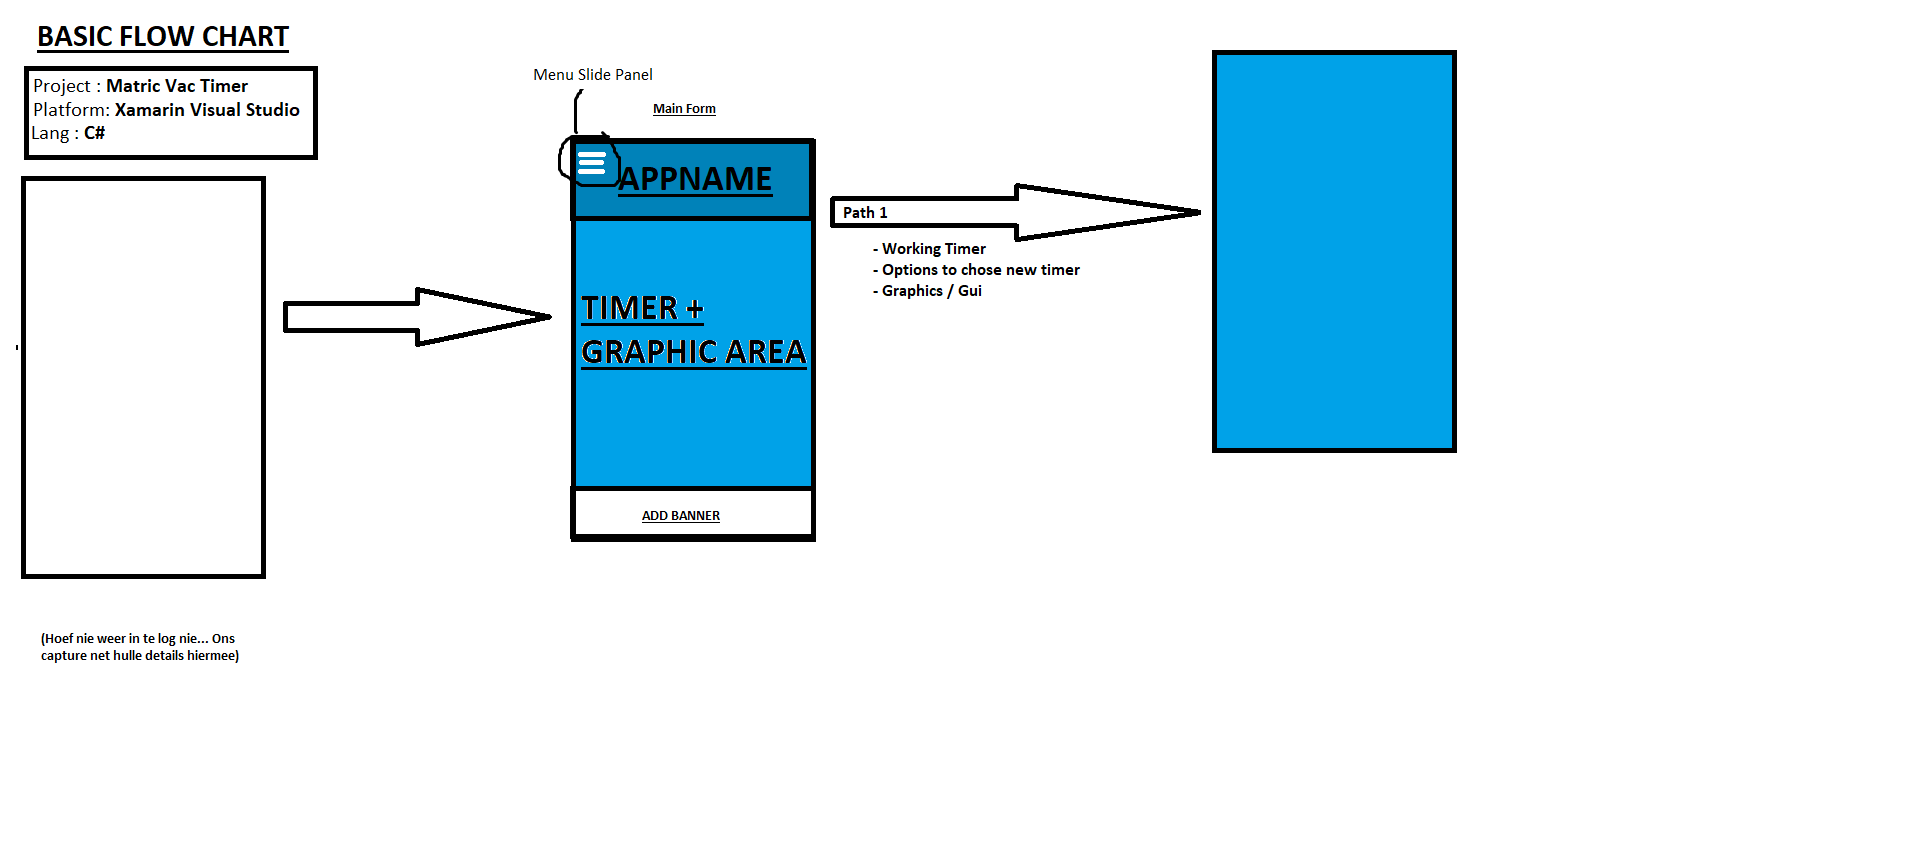 BASIC FLOW CHART
Project : Matric Vac Timer
Platform: Xamarin Visual Studio
Lang : C#
Menu Slide Panel
Main Form
APPNAME
TIMER +
GRAPHIC AREA
ADD BANNER
Path 1
- Working Timer
- Options to chose new timer
- Graphics / Gui
(Hoef nie weer in te log nie... Ons
capture net hulle details hiermee)